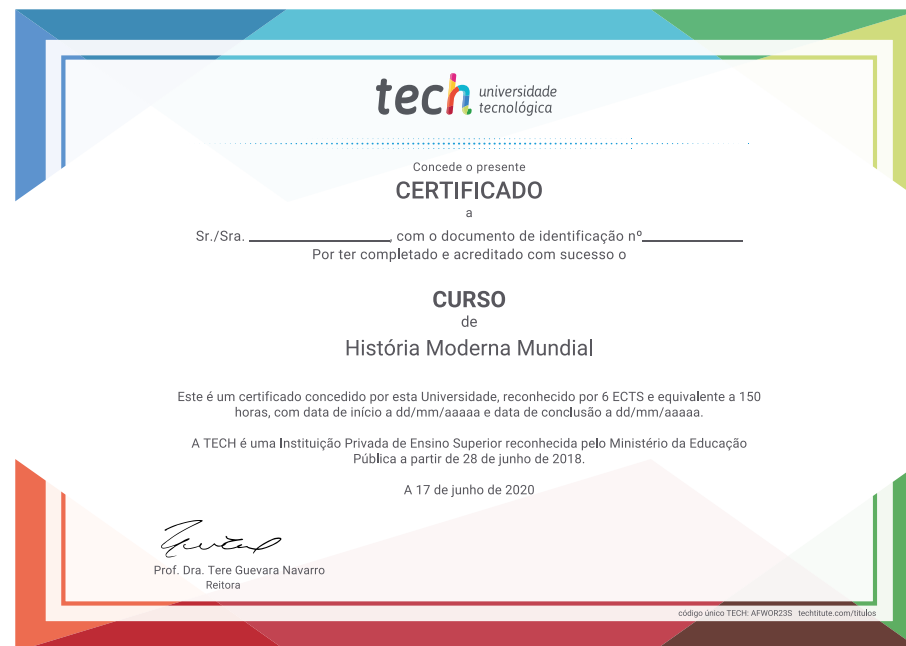 tech universidade
tecnológica
Concede o presente
CERTIFICADO
a
Sr./Sra. ____________, com o documento de identificação nº____________
Por ter completado e acreditado com sucesso o
CURSO
de
História Moderna Mundial
Este é um certificado concedido por esta Universidade, reconhecido por 6 ECTS e equivalente a 150
horas, com data de início a dd/mm/aaaaa e data de conclusão a dd/mm/aaaaa.
A TECH é uma Instituição Privada de Ensino Superior reconhecida pelo Ministério da Educação
Pública a partir de 28 de junho de 2018.
A 17 de junho de 2020
Prof. Dra. Tere Guevara Navarro
Reitora
código único TECH: AFWOR23S techtitute.com/titulos